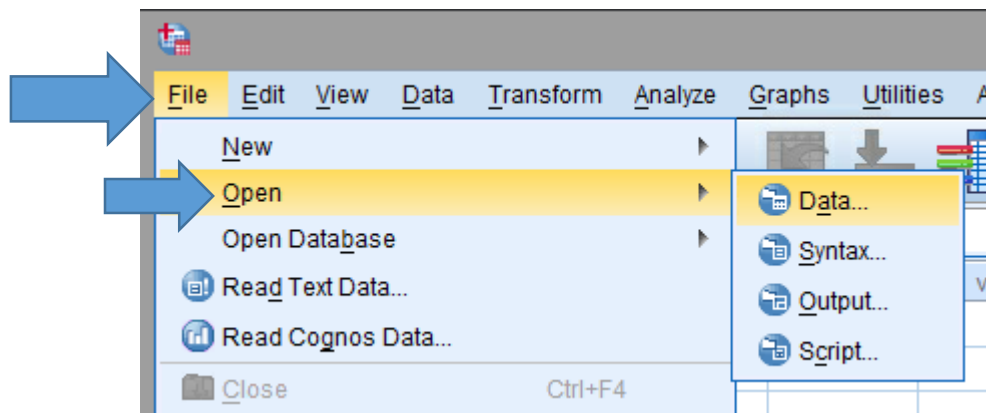 File Edit View Data Transform Analyze Graphs Utilities A
New
Open
Open Database
Read Text Data...
Read Cognos Data...
Close Ctrl+F4
Data...
Syntax...
Output...
Script...
v